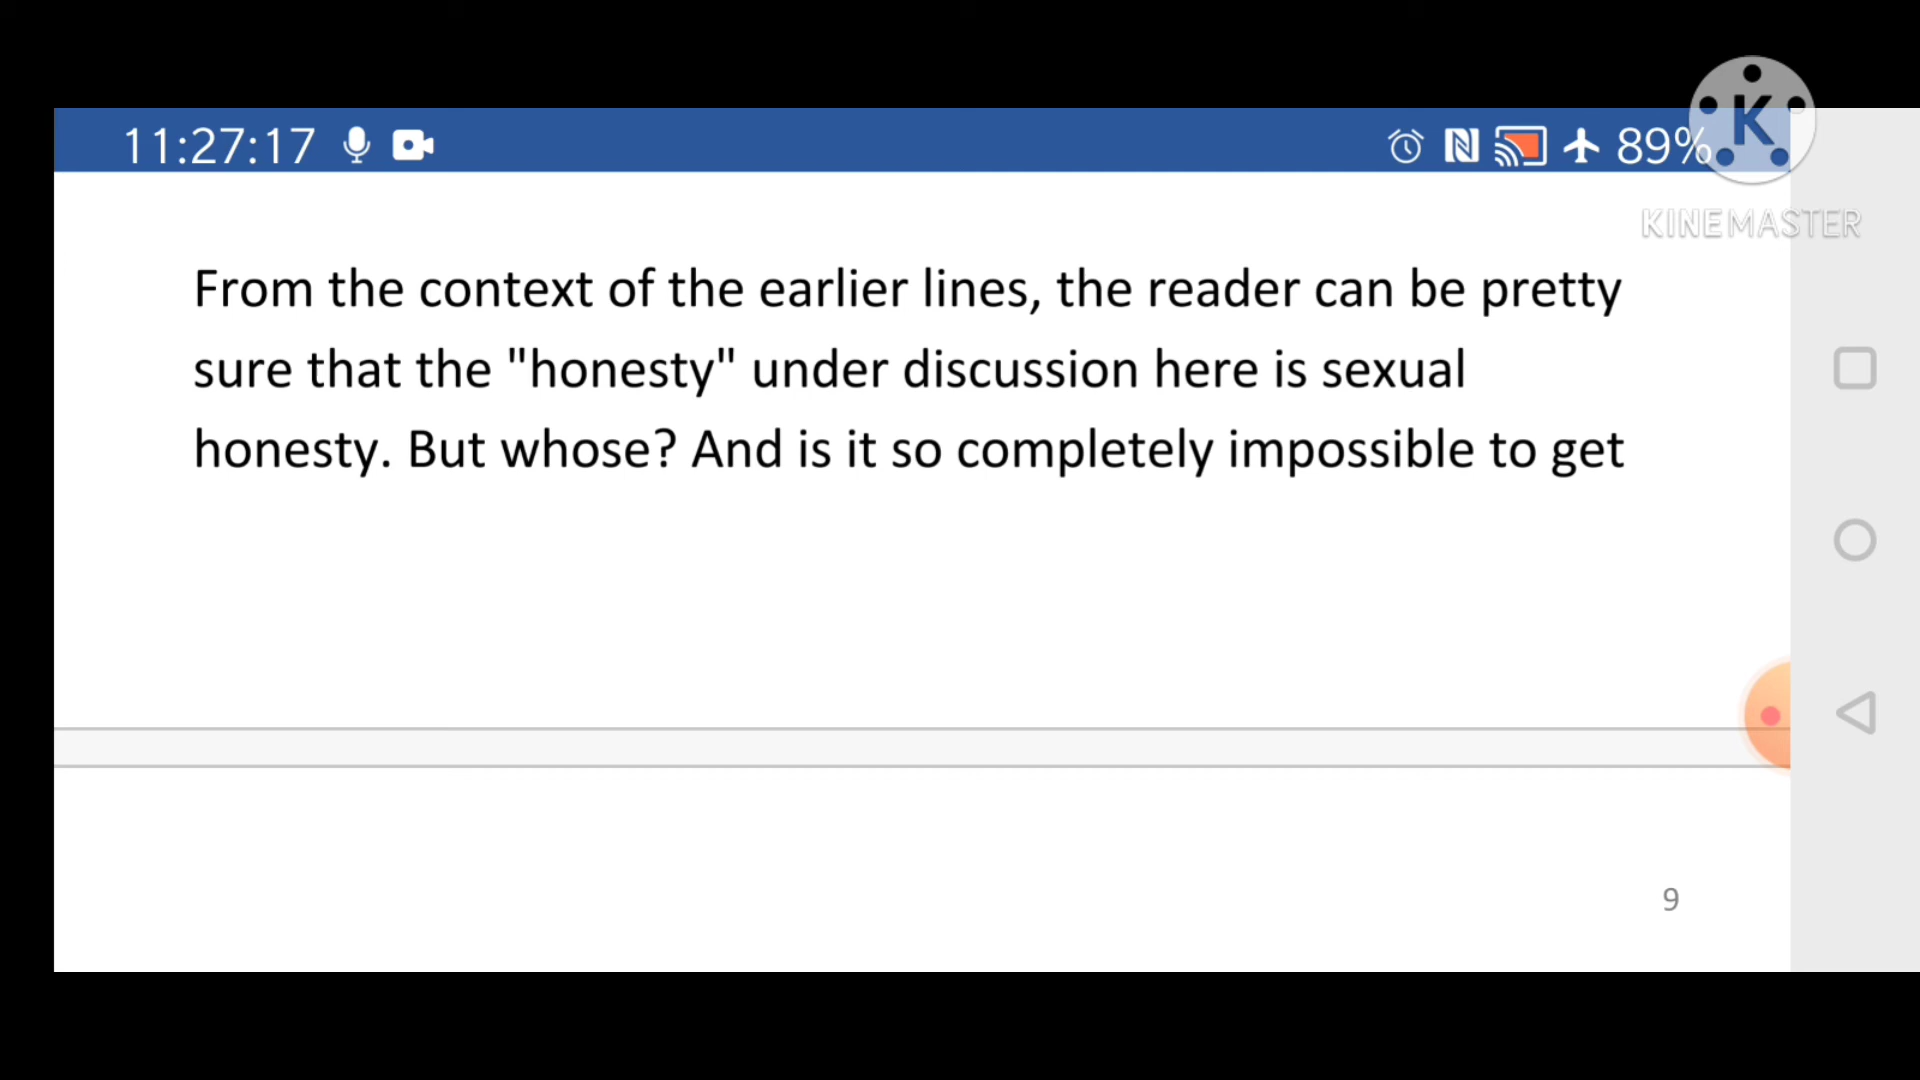 11:27:17
89%
K
KINEMASTER
From the context of the earlier lines, the reader can be pretty
sure that the "honesty" under discussion here is sexual
honesty. But whose? And is it so completely impossible to get
9